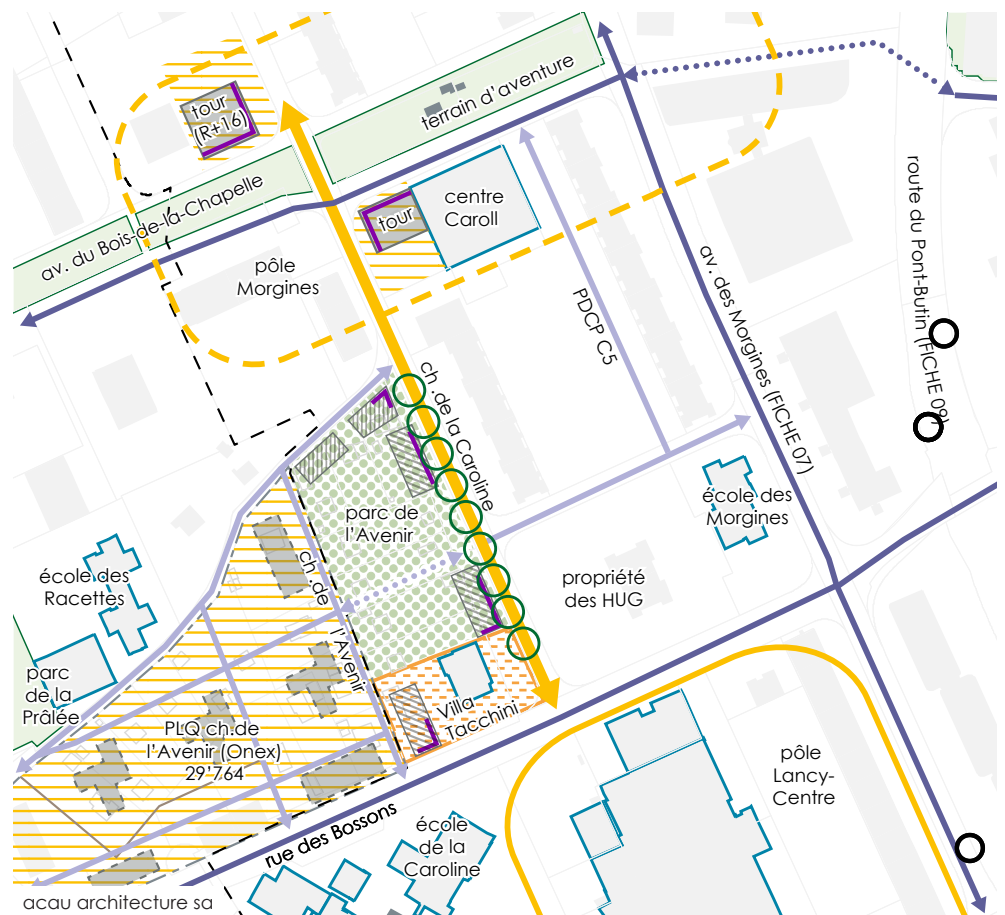 tour
(R+16)
terrain d'aventure
av. du Bois-de-la-Chapelle
tour
centre
Caroll
pôle
Morgines
PDCP C5
av. des Morgines (FICHE 07)
route du Pont-Butin (FICHE 09)
ch .de la Caroline
parc de
l'Avenir
école des
Morgines
ch .de
l'Avenir
école des
Racettes
propriété
des HUG
parc
de la
Prâlée
Villa
Tacchini
PLQ ch.de
l'Avenir (Onex)
29'764
pôle
Lancy-
Centre
rue des Bossons
école
de la
Caroline
acau architecture sa